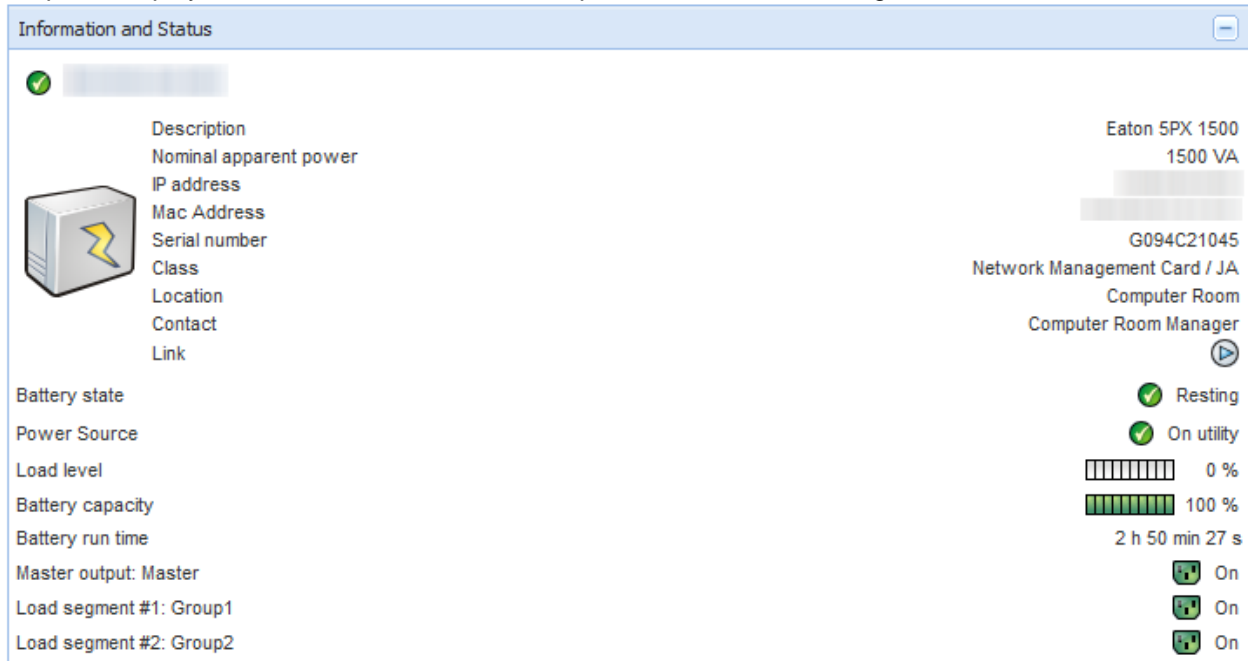 Information and Status
Description Eaton 5PX 1500
Nominal apparent power 1500 VA
IP address
Mac Address
Serial number G094C21045
Class Network Management Card / JA
Location Computer Room
Contact Computer Room Manager
Link
Battery state Resting
Power Source On utility
Load level 0 %
Battery capacity 100 %
Battery run time 2 h 50 min 27 s
Master output: Master On
Load segment #1: Group1 On
Load segment #2: Group2 On